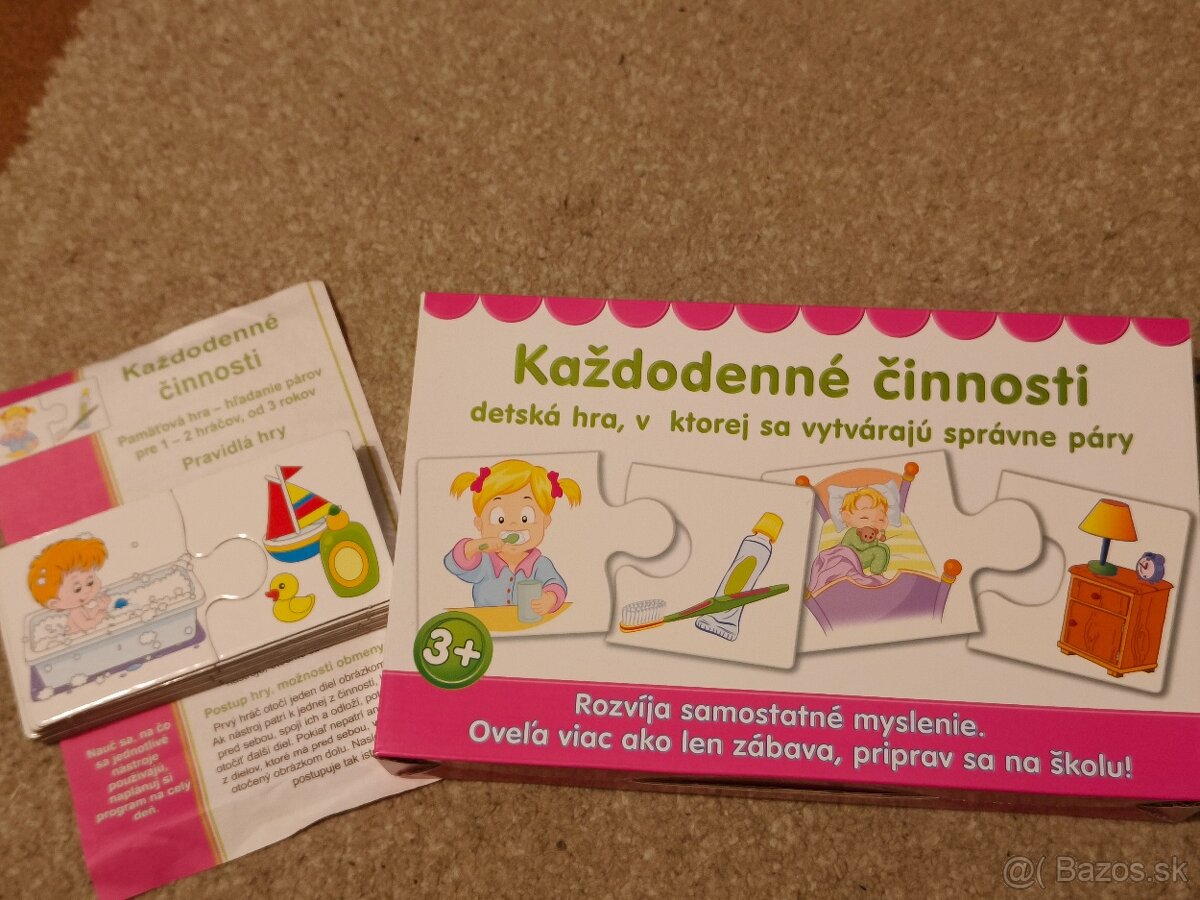 Každodenné
činnosti
Pamäťová hra – hľadanie párov
pre 1 – 2 hráčov, od 3 rokov
Pravidlá hry
Postup hry, možnosti obmeny
Prvý hráč otočí jeden diel obrázkom
Ak nástroj patrí k jednej z činností,
pred sebou, spojí ich a odloží,
otočiť ďalší diel. Pokiaľ nepatrí
z dielov, ktoré má pred sebou,
otočený obrázkom dolu.
postupuje tak
Nauč sa, na čo
sa jednotlivé
nástroje
používajú,
naplánuj si
program na celý
deň.
Každodenné činnosti
detská hra, v ktorej sa vytvárajú správne páry
3+
Rozvíja samostatné myslenie.
Oveľa viac ako len zábava, priprav sa na školu!
@( Bazos.sk